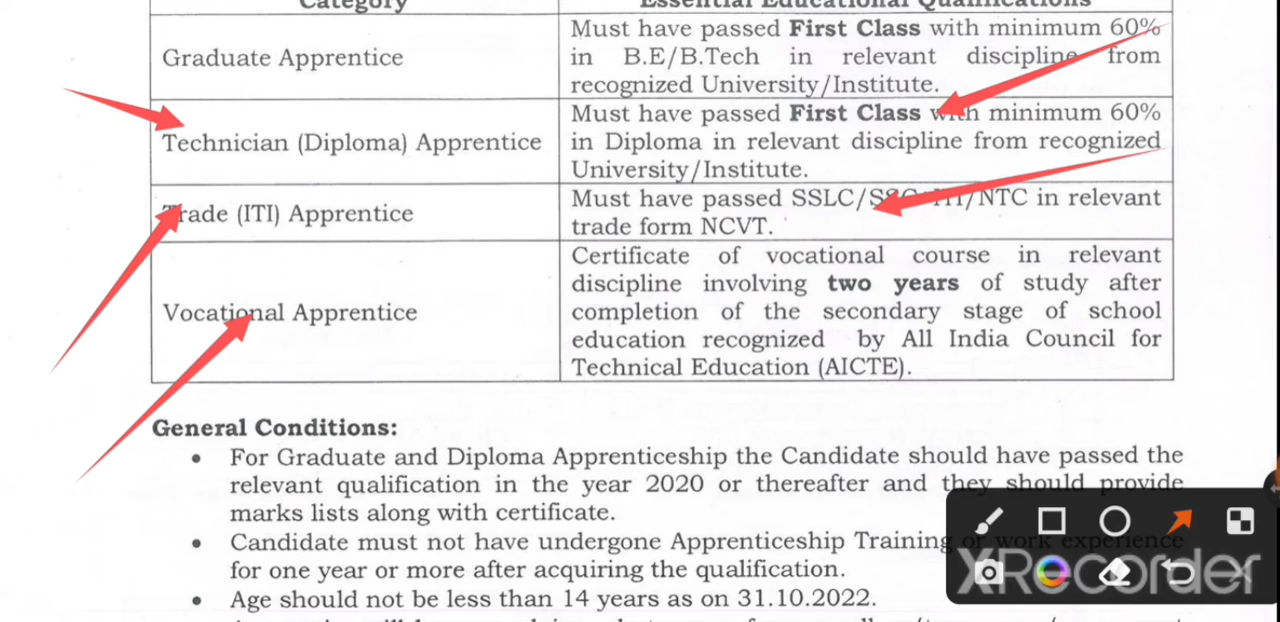 Category Essential Educational Qualifications
Graduate Apprentice
Must have passed First Class with minimum 60%
in B.E/B.Tech in relevant discipline from
recognized University/Institute.
Technician (Diploma) Apprentice
Must have passed First Class with minimum 60%
in Diploma in relevant discipline from recognized
University/Institute.
Trade (ITI) Apprentice
Must have passed SSLC/SSC/ITI/NTC in relevant
trade form NCVT.
Vocational Apprentice
Certificate of vocational course in relevant
discipline involving two years of study after
completion of the secondary stage of school
education recognized by All India Council for
Technical Education (AICTE).
General Conditions:
• For Graduate and Diploma Apprenticeship the Candidate should have passed the
relevant qualification in the year 2020 or thereafter and they should provide
marks lists along with certificate.
• Candidate must not have undergone Apprenticeship Training or work experience
for one year or more after acquiring the qualification.
• Age should not be less than 14 years as on 31.10.2022.
XRecorder